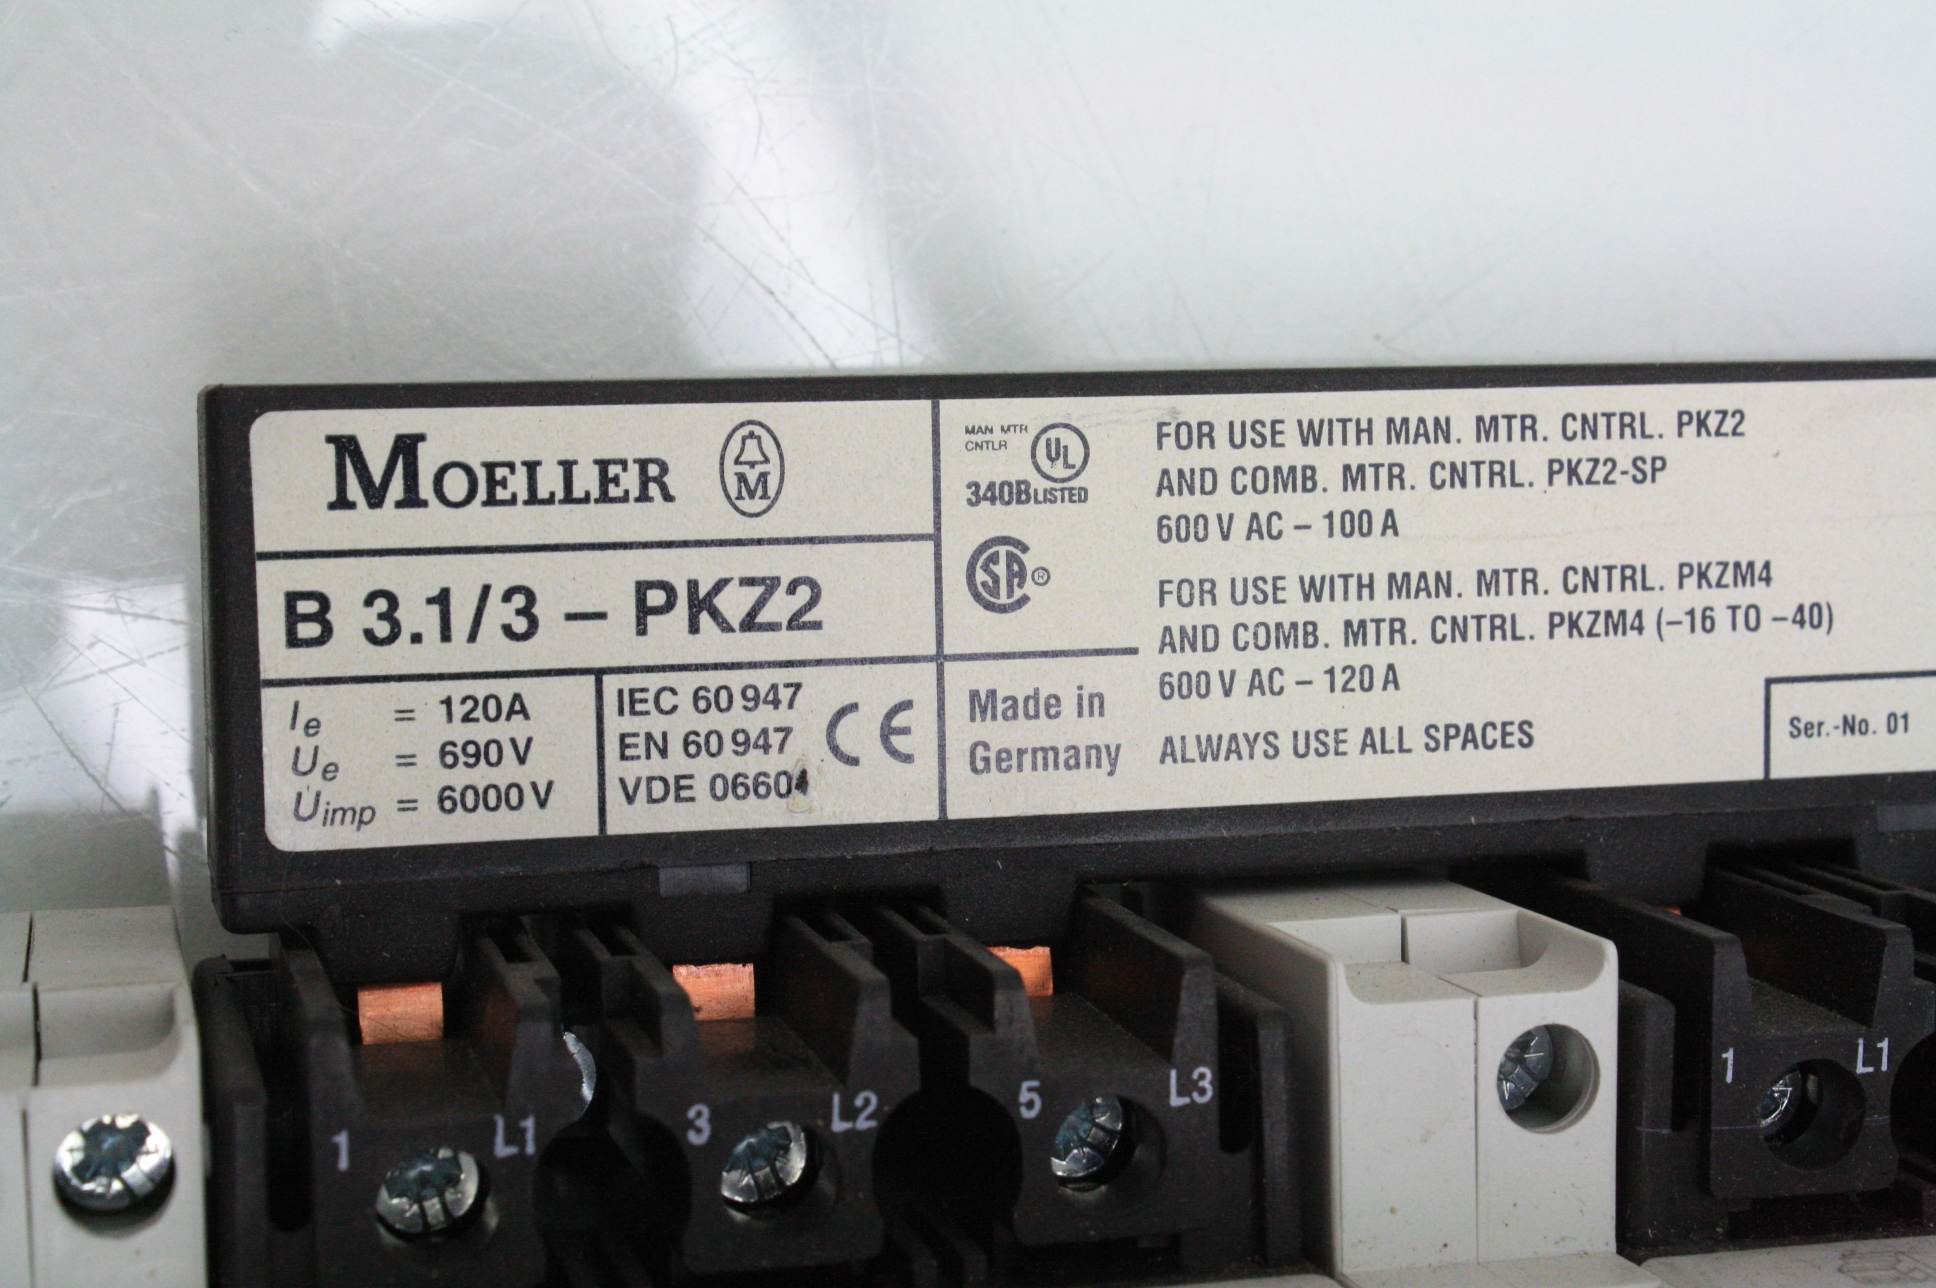 MOELLER
M
B 3.1/3 – PKZ2
Ie = 120A
Ue = 690V
Uimp = 6000V
IEC 60947
EN 60947
VDE 0660
CE
MAN MTR
CNTLR
UL
340B LISTED
SA®
Made in
Germany
FOR USE WITH MAN. MTR. CNTRL. PKZ2
AND COMB. MTR. CNTRL. PKZ2-SP
600 V AC – 100 A
FOR USE WITH MAN. MTR. CNTRL. PKZM4
AND COMB. MTR. CNTRL. PKZM4 (–16 TO –40)
600 V AC – 120 A
ALWAYS USE ALL SPACES
Ser.-No. 01
1 L1 3 L2 5 L3 1 L1